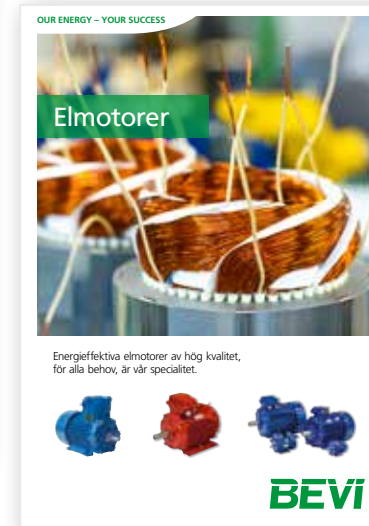 OUR ENERGY – YOUR SUCCESS
Elmotorer
Energieffektiva elmotorer av hög kvalitet,
för alla behov, är vår specialitet.
BEVI